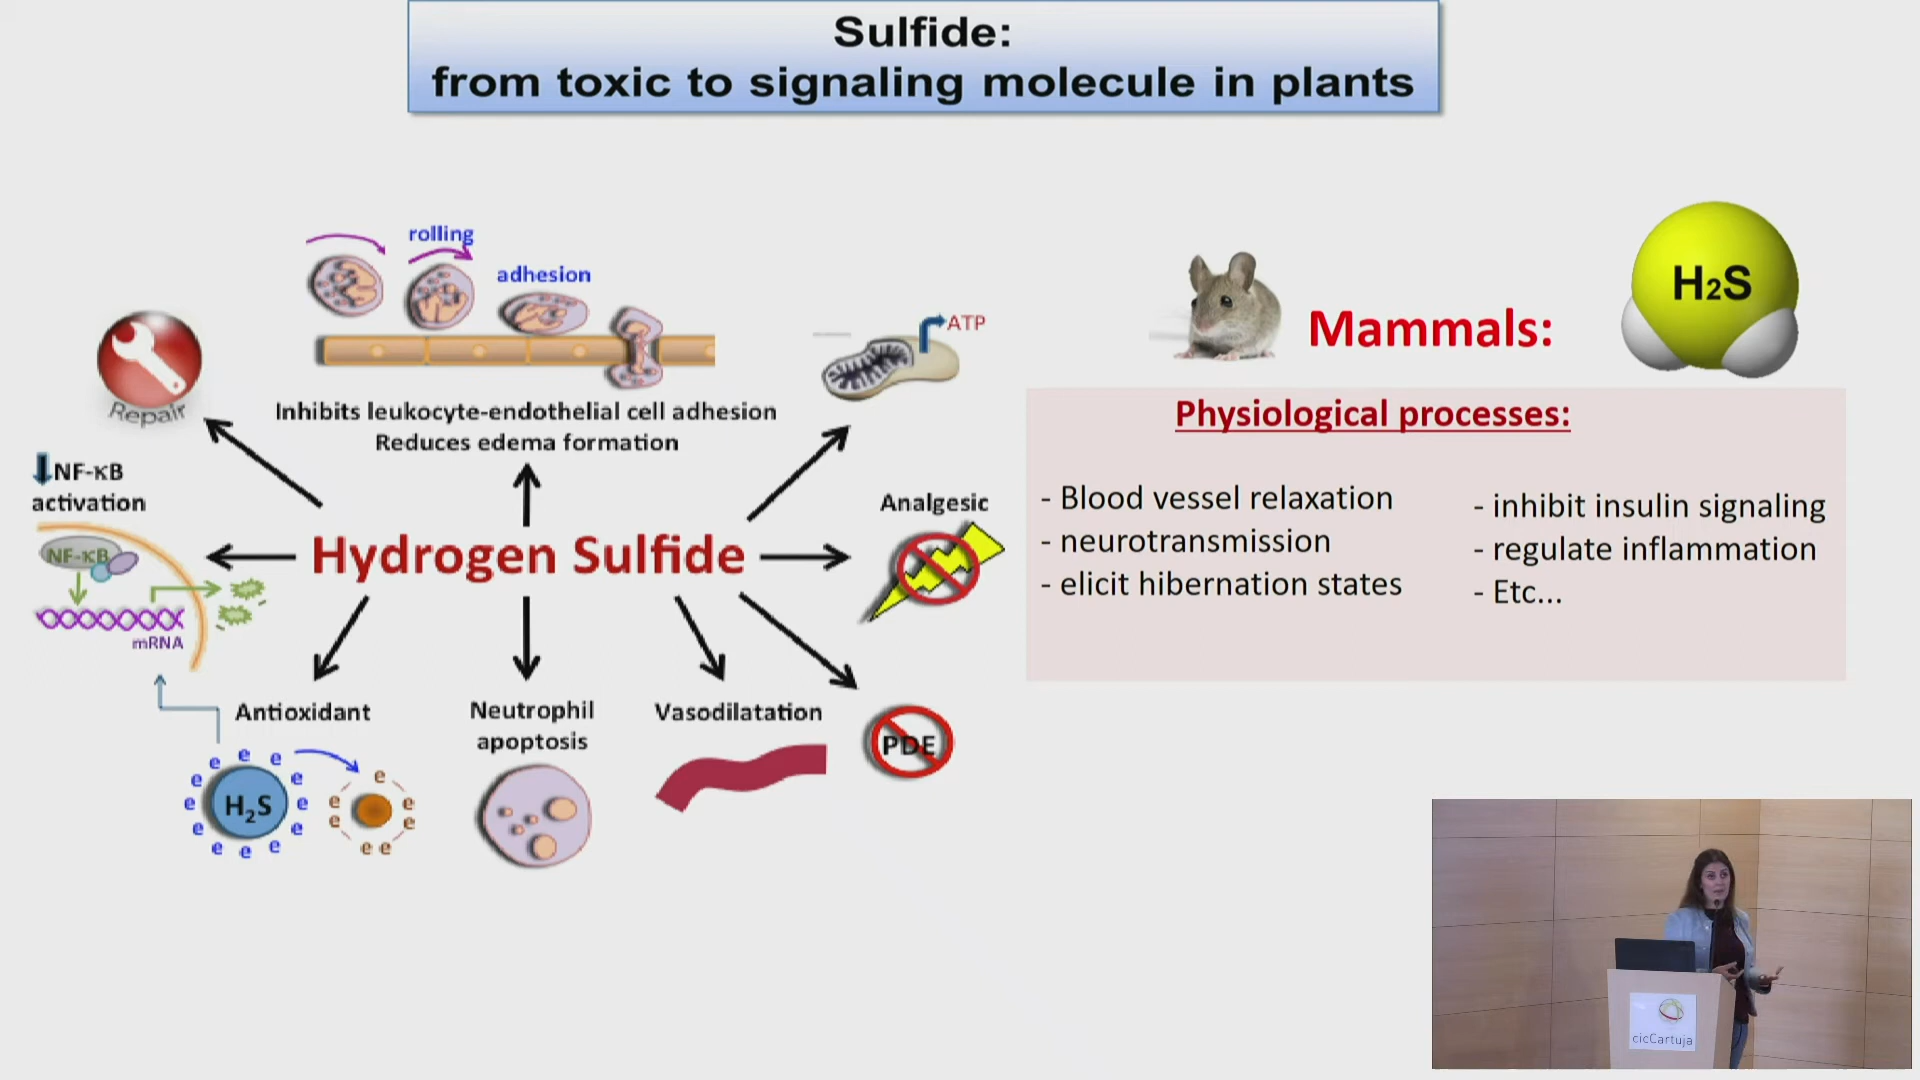 Sulfide:
from toxic to signaling molecule in plants
rolling
adhesion
Repair
Inhibits leukocyte-endothelial cell adhesion
Reduces edema formation
ATP
NF-κB
activation
NF-κB
mRNA
Hydrogen Sulfide
Analgesic
Antioxidant
Neutrophil
apoptosis
Vasodilatation
PDE
H₂S
e e e e e e e e e e e e
e e e e e e e
Mammals:
H₂S
Physiological processes:
- Blood vessel relaxation
- neurotransmission
- elicit hibernation states
- inhibit insulin signaling
- regulate inflammation
- Etc...
cicCartuja